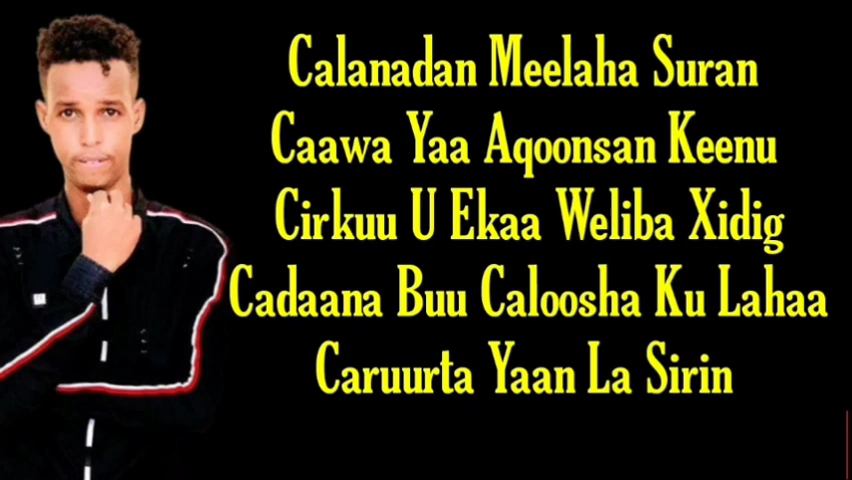 Calanadan Meelaha Suran
Caawa Yaa Aqoonsan Keenu
Cirkuu U Ekaa Weliba Xidig
Cadaana Buu Caloosha Ku Lahaa
Caruurta Yaan La Sirin